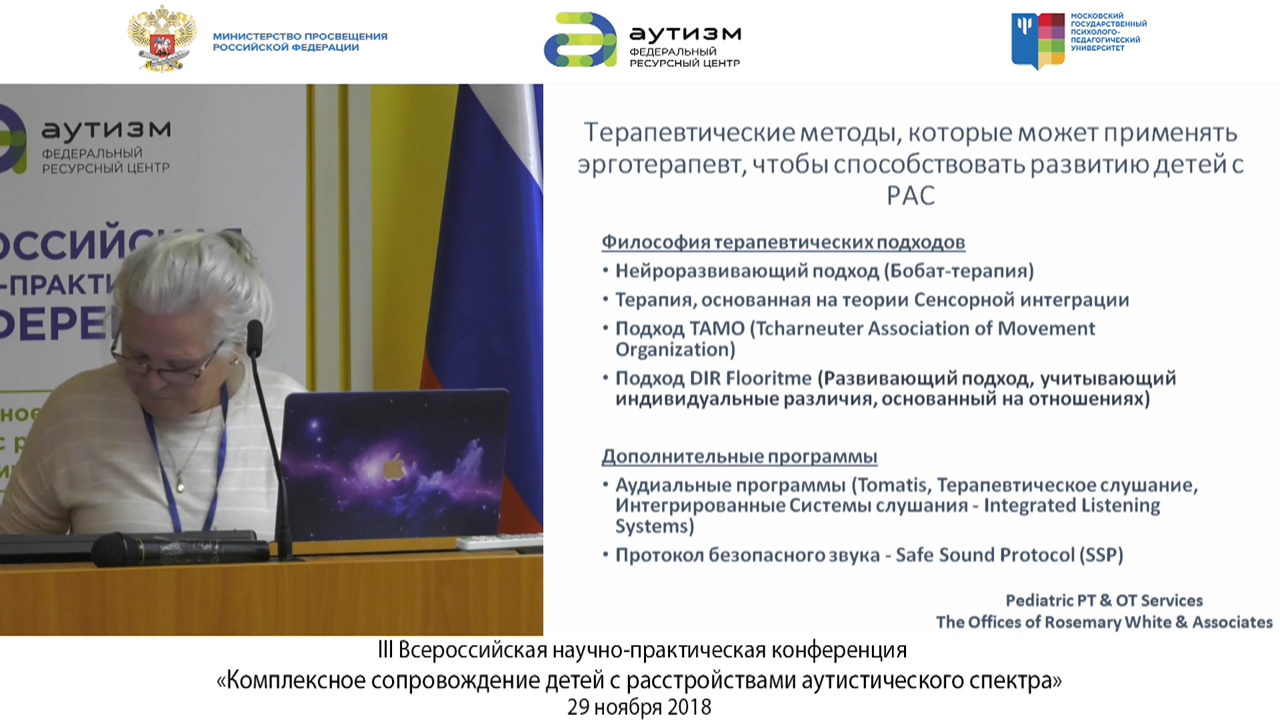 МИНИСТЕРСТВО ПРОСВЕЩЕНИЯ
РОССИЙСКОЙ ФЕДЕРАЦИИ
аутизм
ФЕДЕРАЛЬНЫЙ
РЕСУРСНЫЙ ЦЕНТР
МОСКОВСКИЙ
ГОСУДАРСТВЕННЫЙ
ПСИХОЛОГО-
ПЕДАГОГИЧЕСКИЙ
УНИВЕРСИТЕТ
аутизм
ФЕДЕРАЛЬНЫЙ
РЕСУРСНЫЙ ЦЕНТР
Терапевтические методы, которые может применять
эрготерапевт, чтобы способствовать развитию детей с
РАС
Философия терапевтических подходов
• Нейроразвивающий подход (Бобат-терапия)
• Терапия, основанная на теории Сенсорной интеграции
• Подход TAMO (Tcharneuter Association of Movement
Organization)
• Подход DIR Flooritme (Развивающий подход, учитывающий
индивидуальные различия, основанный на отношениях)
Дополнительные программы
• Аудиальные программы (Tomatis, Терапевтическое слушание,
Интегрированные Системы слушания - Integrated Listening
Systems)
• Протокол безопасного звука - Safe Sound Protocol (SSP)
Pediatric PT & OT Services
The Offices of Rosemary White & Associates
III Всероссийская научно-практическая конференция
«Комплексное сопровождение детей с расстройствами аутистического спектра»
29 ноября 2018